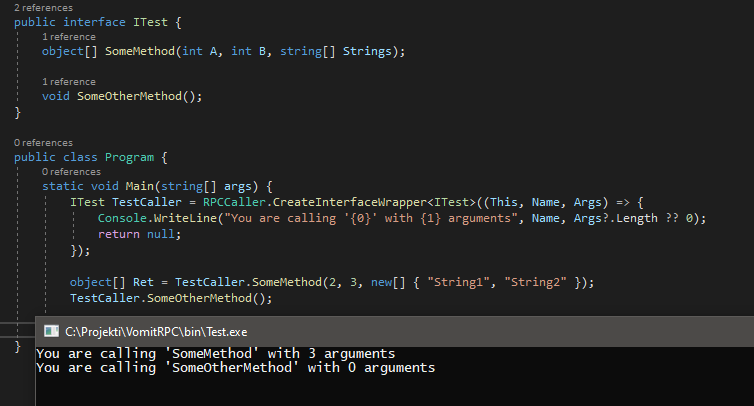 2 references
public interface ITest {
1 reference
object[] SomeMethod(int A, int B, string[] Strings);
1 reference
void SomeOtherMethod();
}
0 references
public class Program {
0 references
static void Main(string[] args) {
ITest TestCaller = RPCCaller.CreateInterfaceWrapper<ITest>((This, Name, Args) => {
Console.WriteLine("You are calling '{0}' with {1} arguments", Name, Args?.Length ?? 0);
return null;
});
object[] Ret = TestCaller.SomeMethod(2, 3, new[] { "String1", "String2" });
TestCaller.SomeOtherMethod();
}
C:\Projekti\VomitRPC\bin\Test.exe
You are calling 'SomeMethod' with 3 arguments
You are calling 'SomeOtherMethod' with 0 arguments